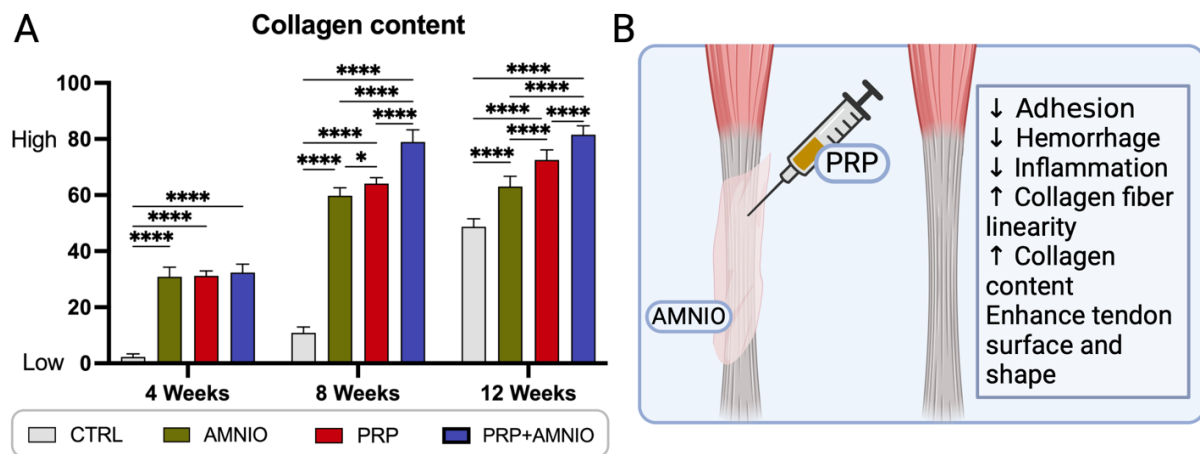 A
Collagen content
100
High
80
60
40
20
Low
0
****
****
****
****
****
****
****
****
*
****
****
****
****
****
****
****
4 Weeks
8 Weeks
12 Weeks
CTRL
AMNIO
PRP
PRP+AMNIO
B
PRP
AMNIO
↓ Adhesion
↓ Hemorrhage
↓ Inflammation
↑ Collagen fiber
linearity
↑ Collagen
content
Enhance tendon
surface and
shape